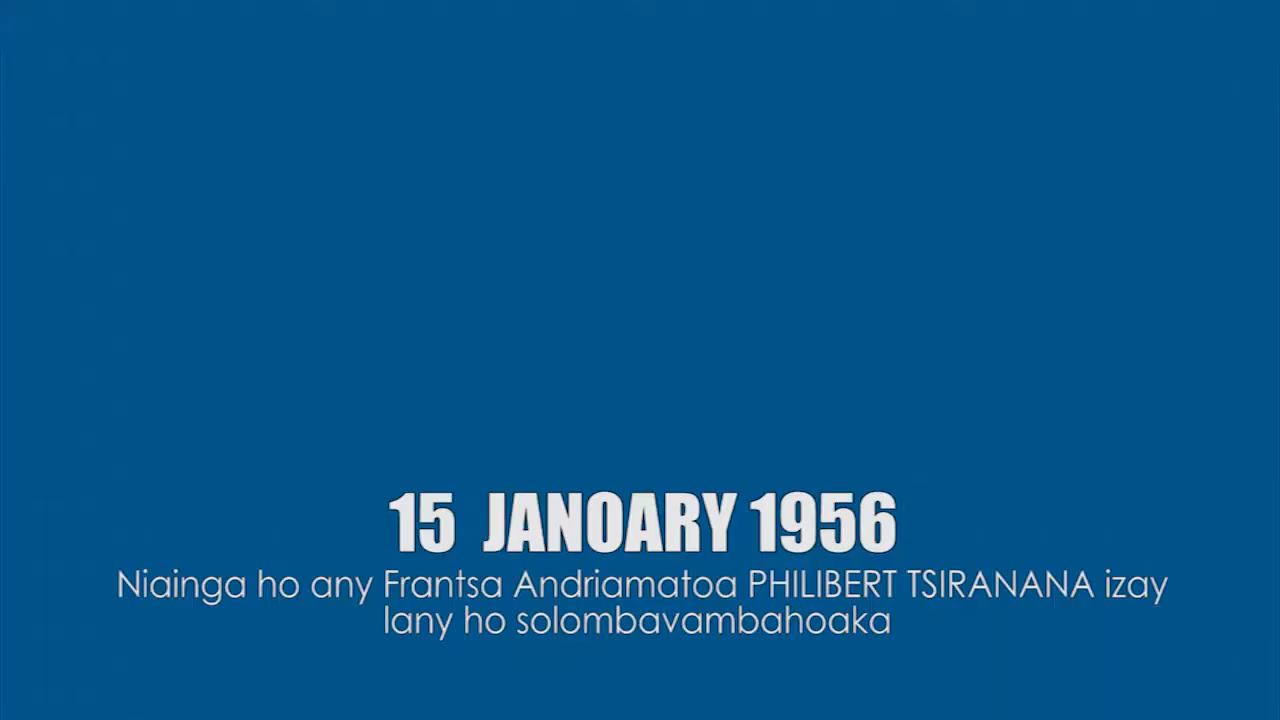 15 JANOARY 1956
Niainga ho any Frantsa Andriamatoa PHILIBERT TSIRANANA izay
lany ho solombavambahoaka